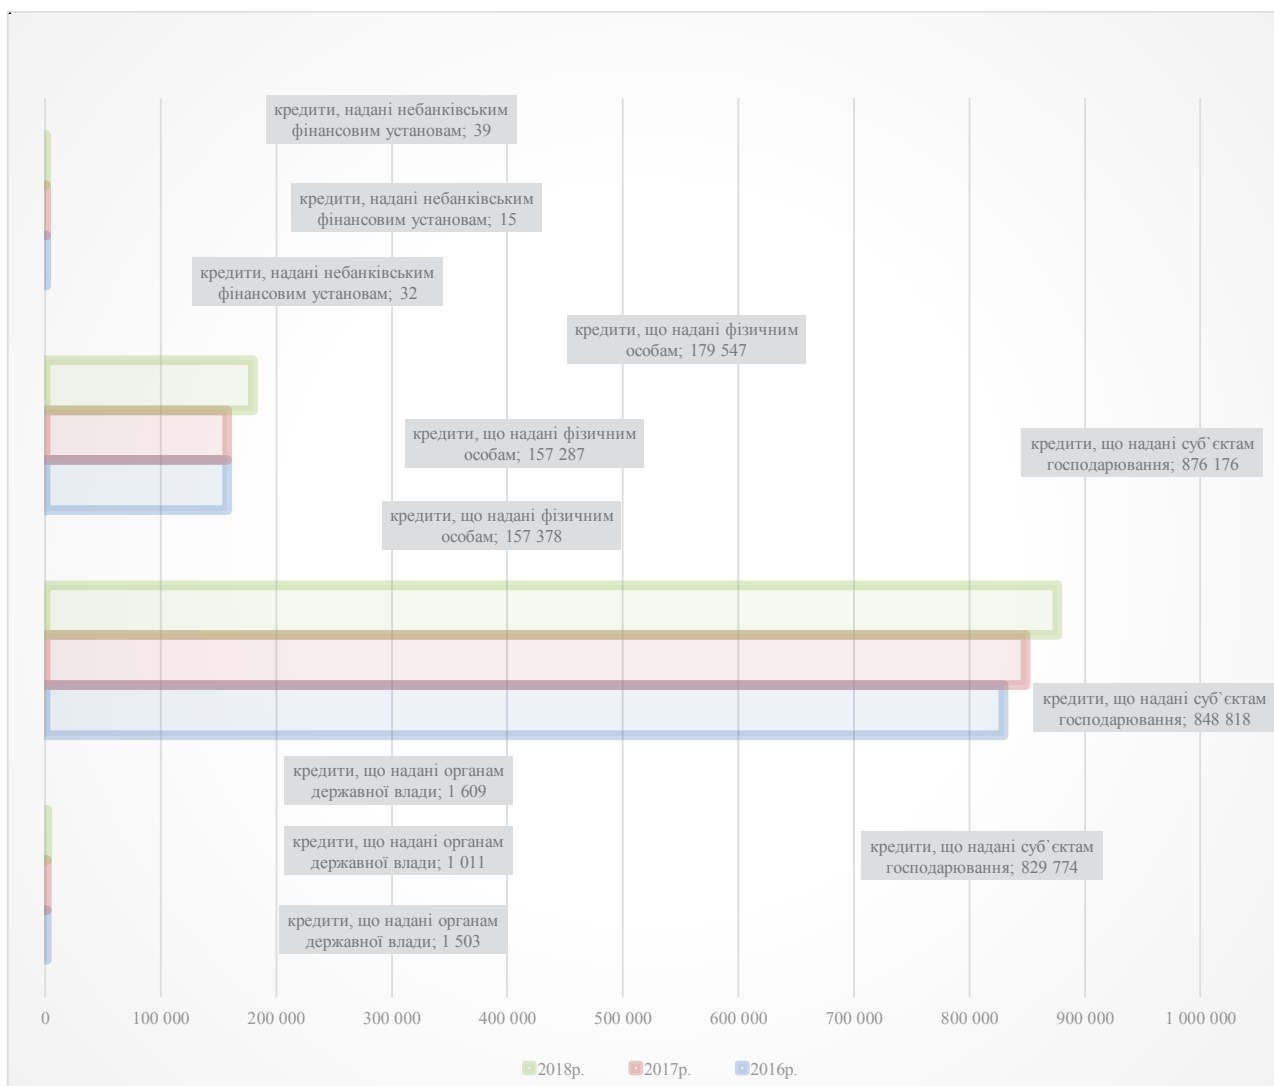 кредити, надані небанківським
фінансовим установам; 39
кредити, надані небанківським
фінансовим установам; 15
кредити, надані небанківським
фінансовим установам; 32
кредити, що надані фізичним
особам; 179 547
кредити, що надані фізичним
особам; 157 287
кредити, що надані суб`єктам
господарювання; 876 176
кредити, що надані фізичним
особам; 157 378
кредити, що надані суб`єктам
господарювання; 848 818
кредити, що надані органам
державної влади; 1 609
кредити, що надані органам
державної влади; 1 011
кредити, що надані суб`єктам
господарювання; 829 774
кредити, що надані органам
державної влади; 1 503
0 100 000 200 000 300 000 400 000 500 000 600 000 700 000 800 000 900 000 1 000 000
2018р. 2017р. 2016р.